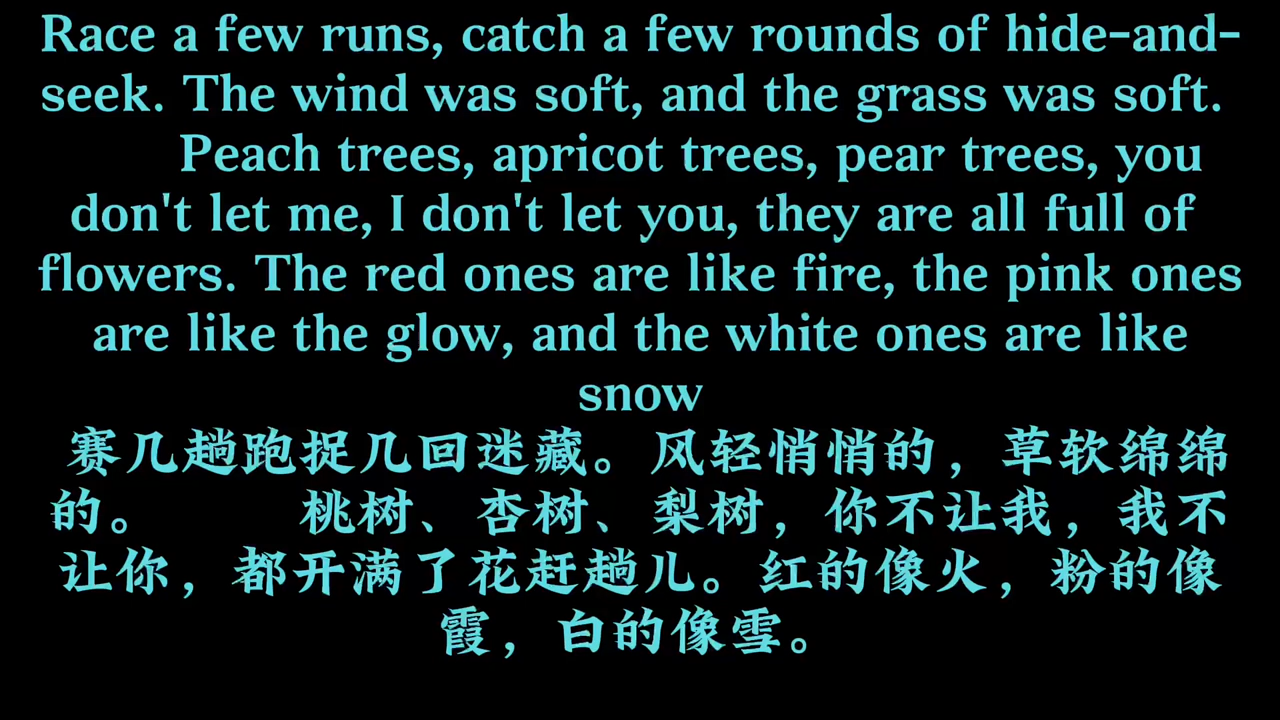 Race a few runs, catch a few rounds of hide-and-
seek. The wind was soft, and the grass was soft.
Peach trees, apricot trees, pear trees, you
don't let me, I don't let you, they are all full of
flowers. The red ones are like fire, the pink ones
are like the glow, and the white ones are like
snow
赛几趟跑捉几回迷藏。风轻悄悄的，草软绵绵
的。 桃树、杏树、梨树，你不让我，我不
让你，都开满了花赶趟儿。红的像火，粉的像
霞，白的像雪。